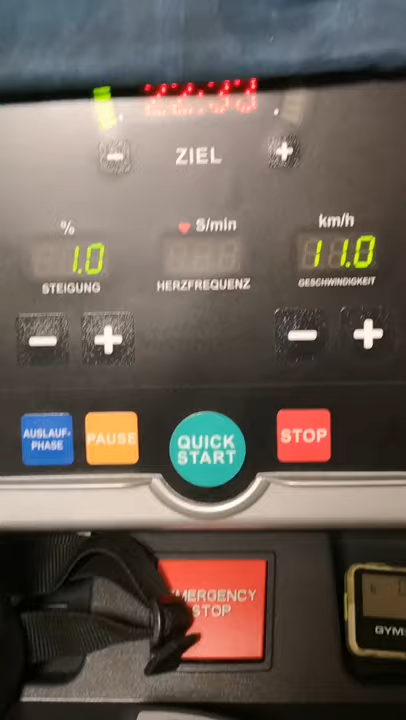 ZIEL
%
S/min
km/h
1.0
11.0
STEIGUNG
HERZFREQUENZ
GESCHWINDIGKEIT
AUSLAUF-
PHASE
PAUSE
QUICK
START
STOP
EMERGENCY
STOP
GYM